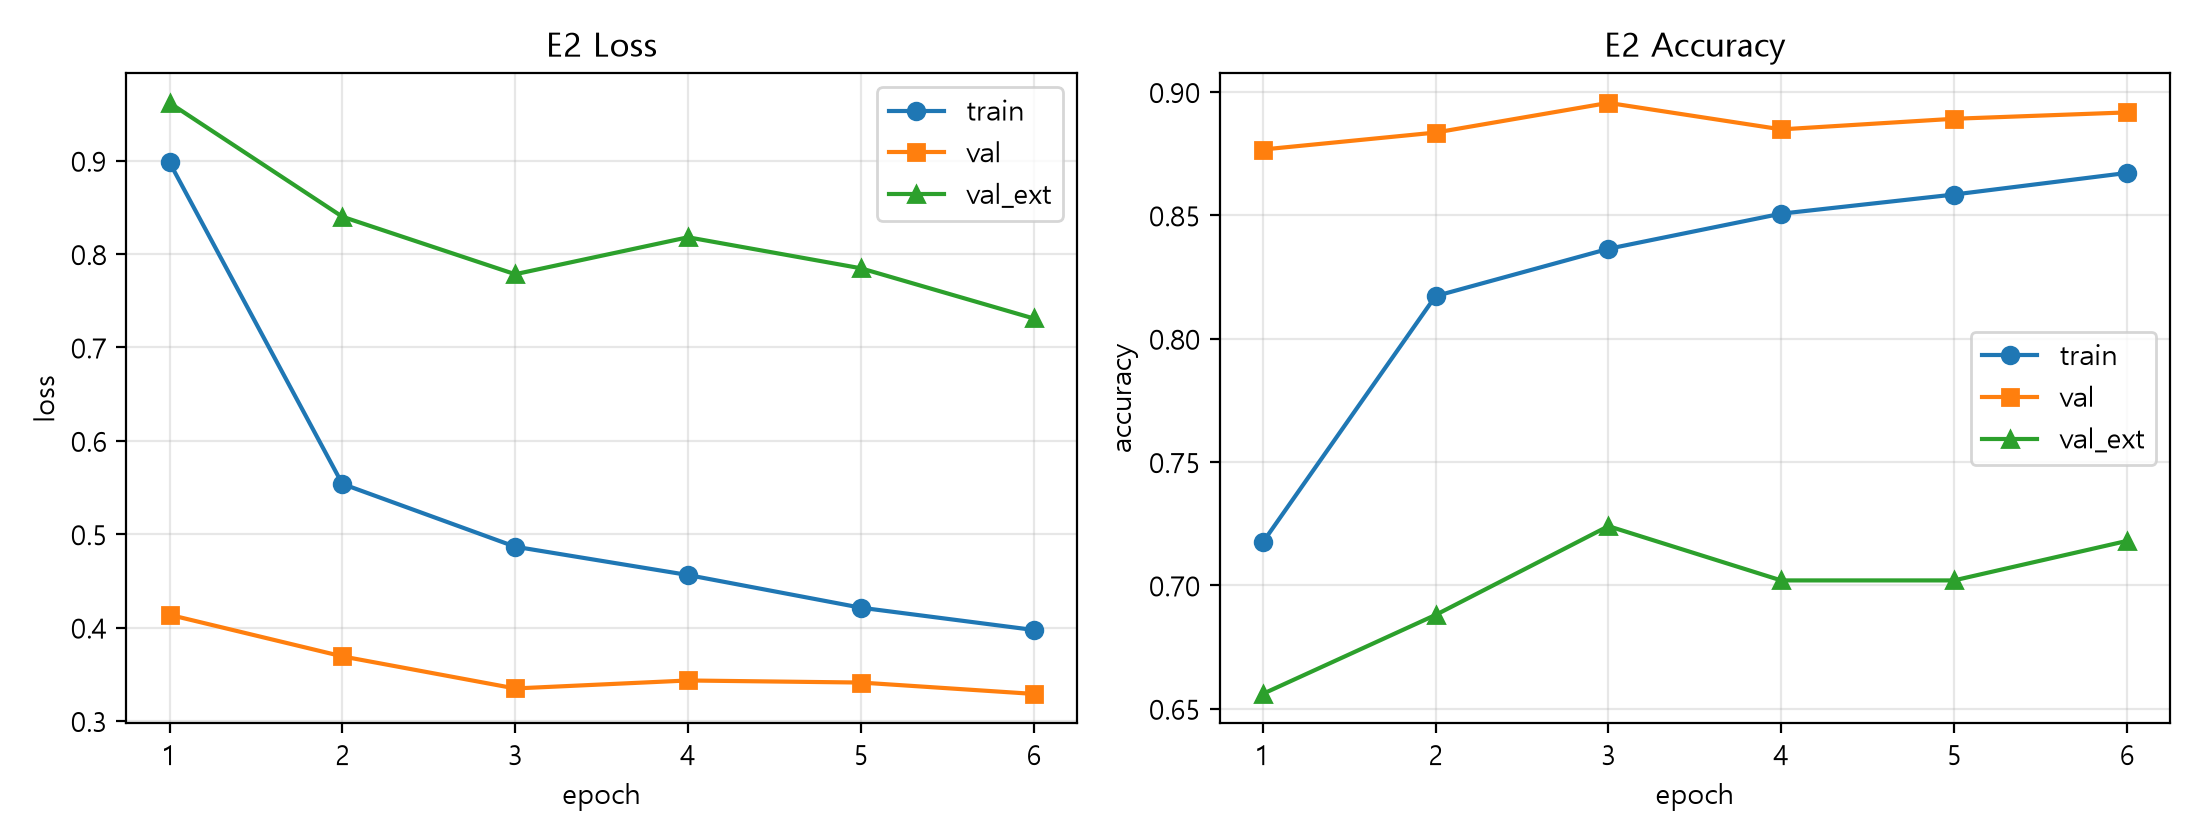 E2 Loss
loss
0.9
0.8
0.7
0.6
0.5
0.4
0.3
1 2 3 4 5 6
epoch
train
val
val_ext
E2 Accuracy
accuracy
0.90
0.85
0.80
0.75
0.70
0.65
1 2 3 4 5 6
epoch
train
val
val_ext